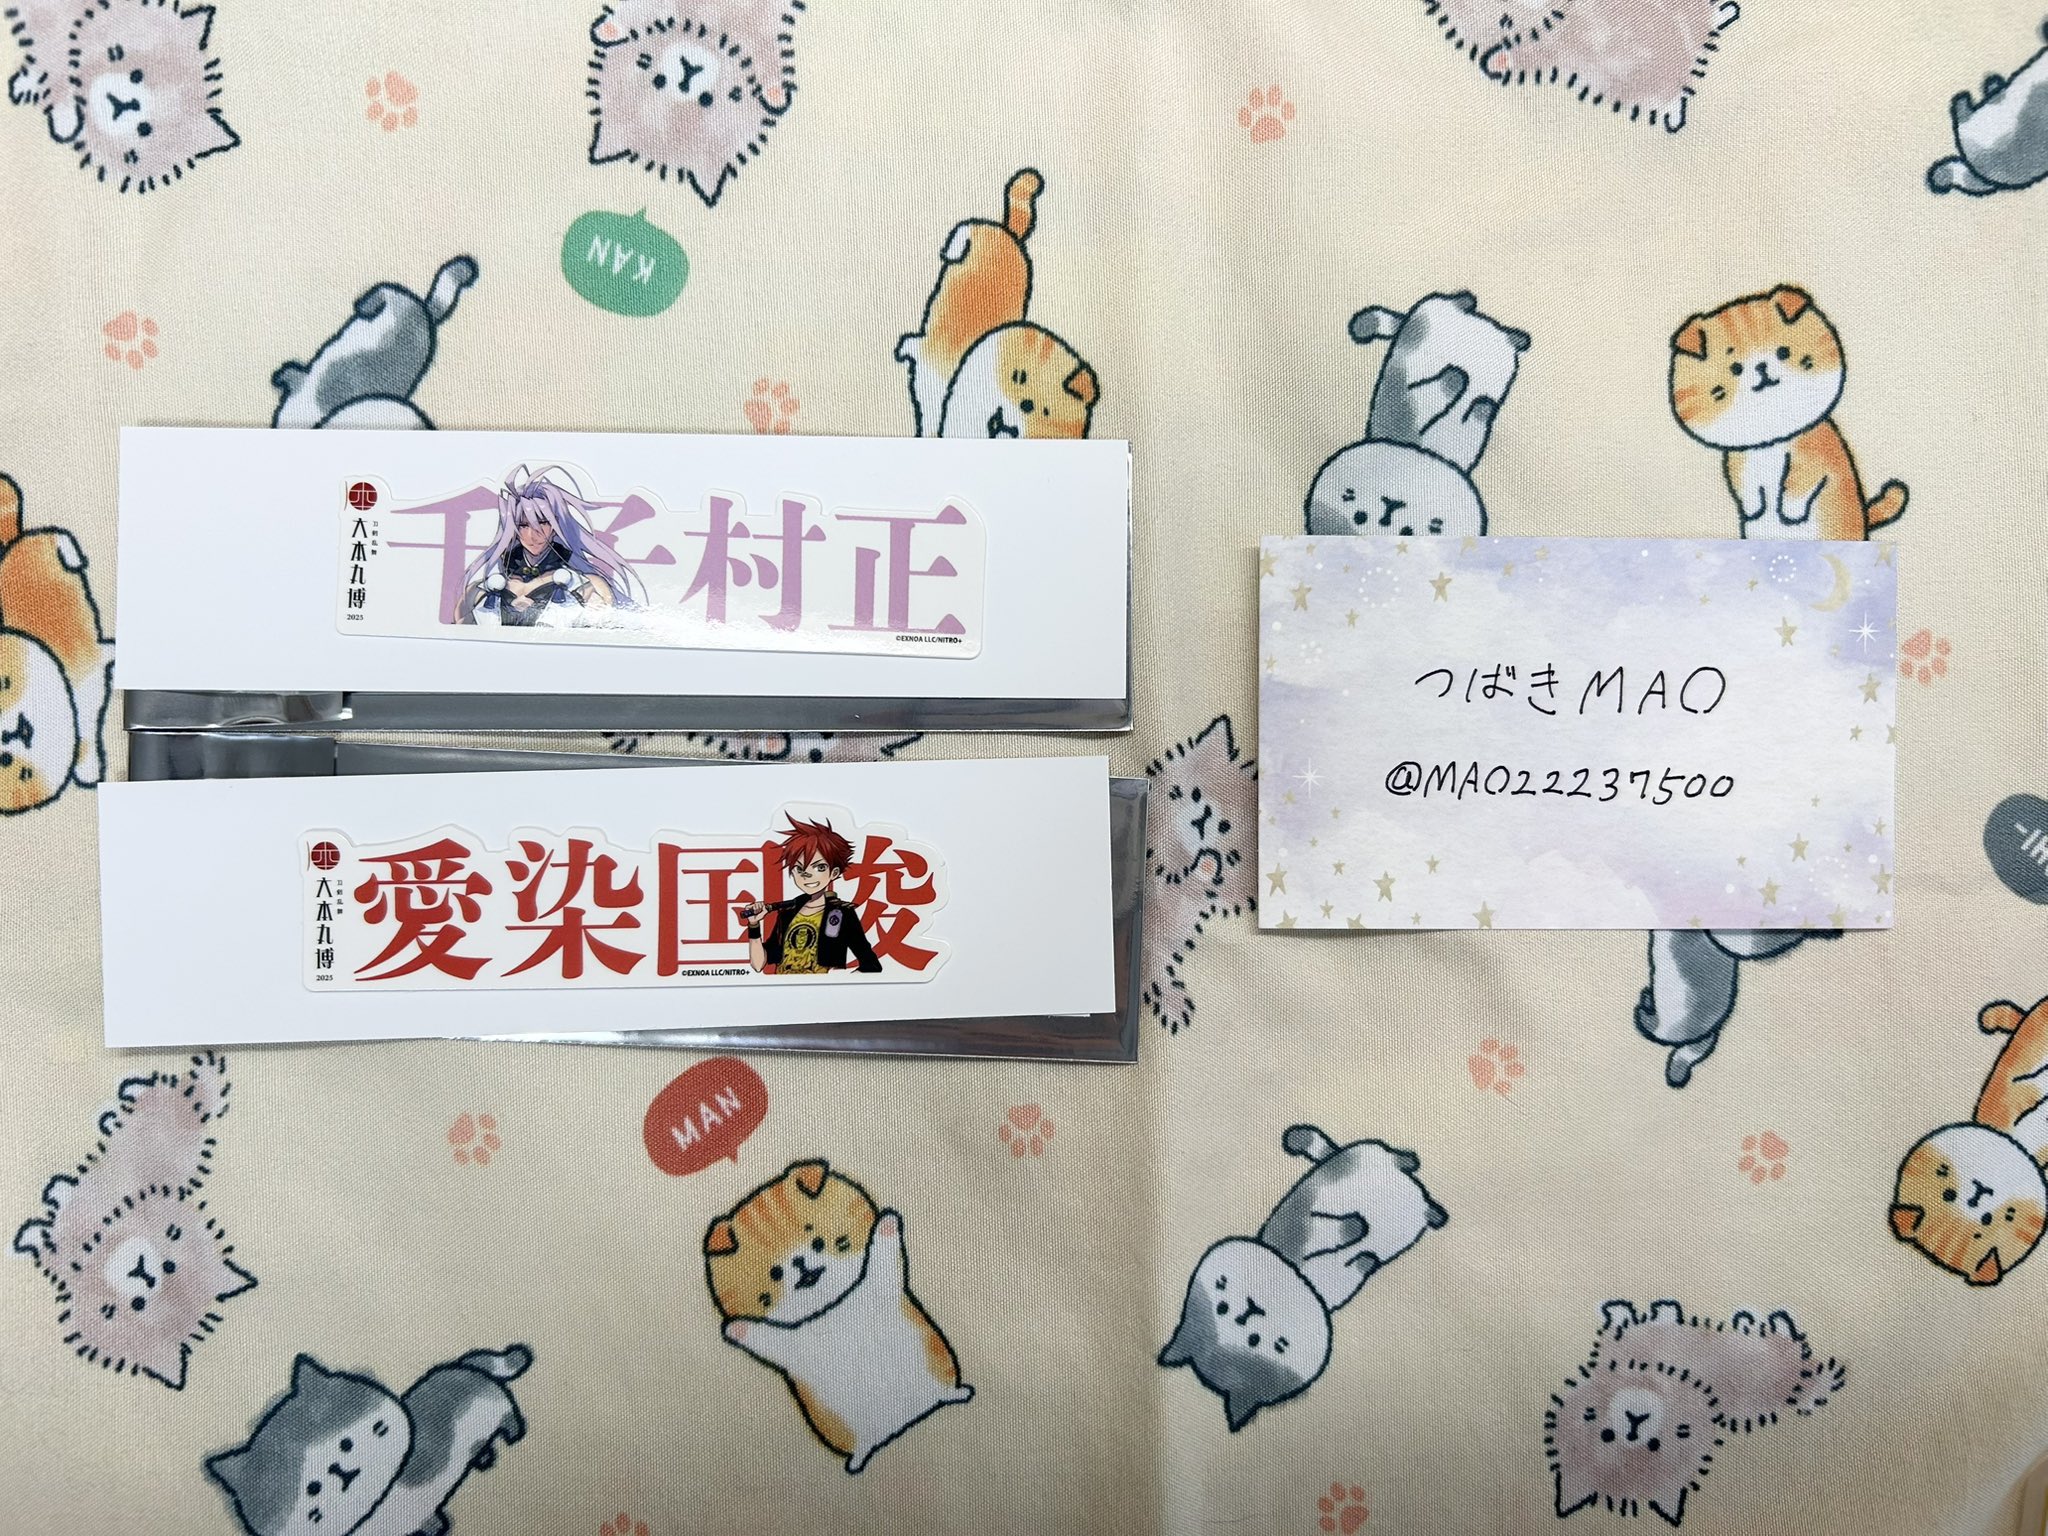 KAN
千子村正
刀剣乱舞
大本丸博
2025
©EXNOA LLC/NITRO+
愛染国俊
刀剣乱舞
大本丸博
2025
©EXNOA LLC/NITRO+
つばきMAO
@MAO22237500
MAN